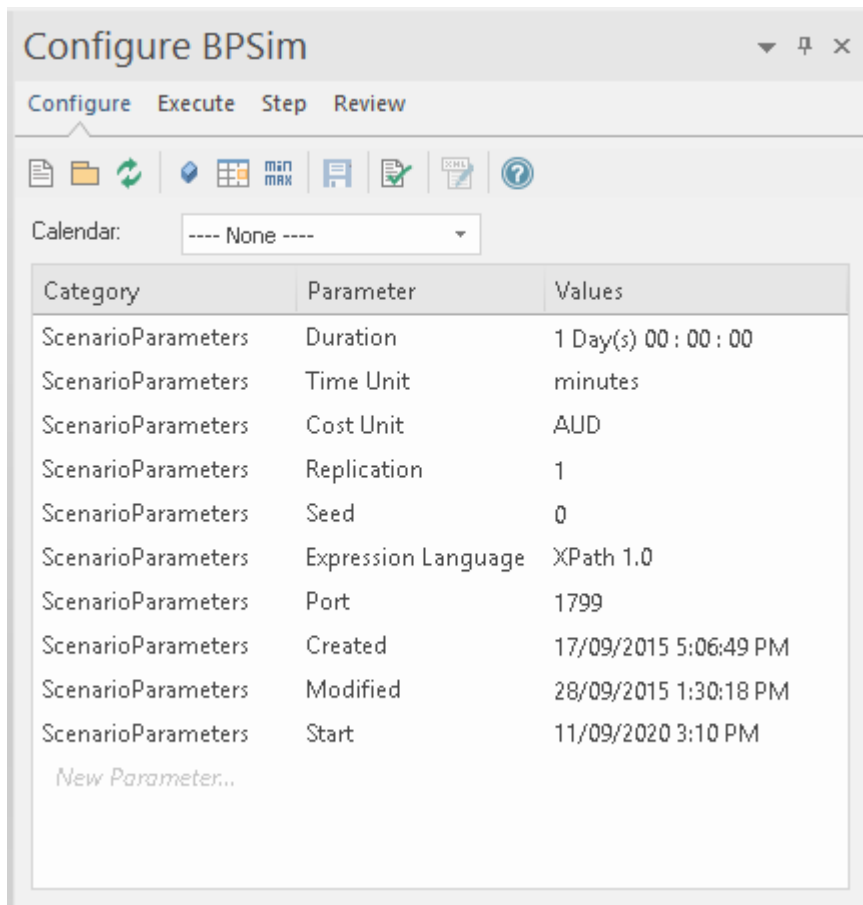 Configure BPSim
Configure Execute Step Review
min
max
XML
Calendar: ---- None ----
Category Parameter Values
ScenarioParameters Duration 1 Day(s) 00 : 00 : 00
ScenarioParameters Time Unit minutes
ScenarioParameters Cost Unit AUD
ScenarioParameters Replication 1
ScenarioParameters Seed 0
ScenarioParameters Expression Language XPath 1.0
ScenarioParameters Port 1799
ScenarioParameters Created 17/09/2015 5:06:49 PM
ScenarioParameters Modified 28/09/2015 1:30:18 PM
ScenarioParameters Start 11/09/2020 3:10 PM
New Parameter...